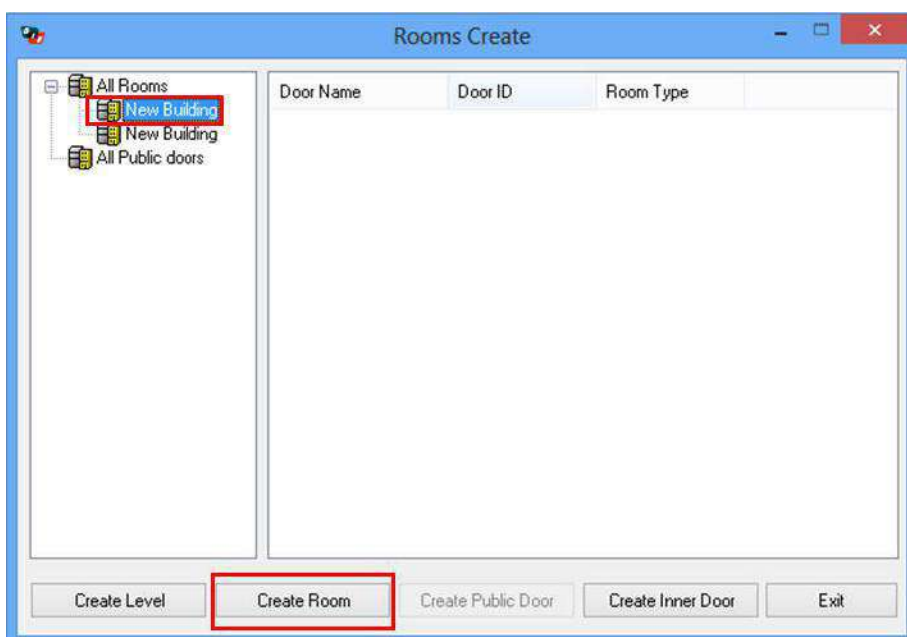 Rooms Create
All Rooms
New Building
New Building
All Public doors
Door Name Door ID Room Type
Create Level Create Room Create Public Door Create Inner Door Exit